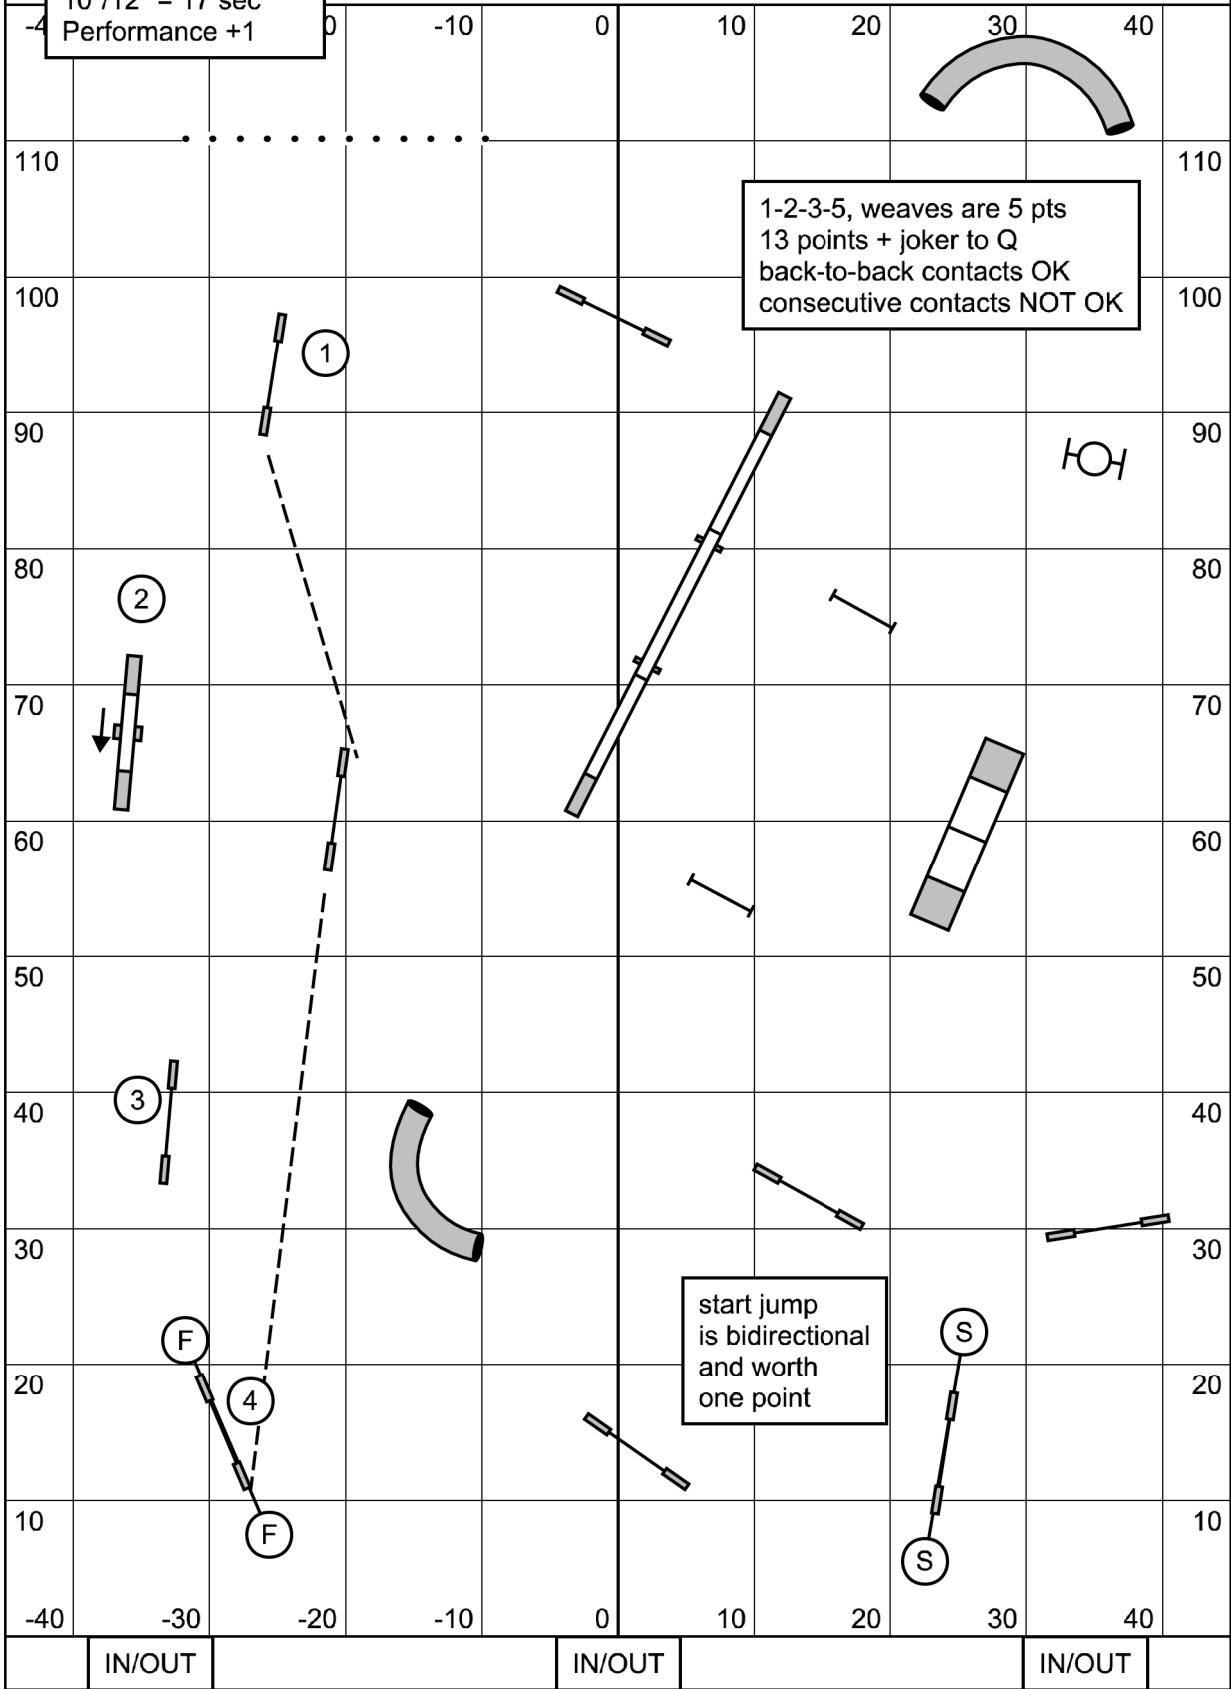 10"/12" = 17 sec
Performance +1
-4 0 -10 0 10 20 30 40
110 110
1-2-3-5, weaves are 5 pts
13 points + joker to Q
back-to-back contacts OK
consecutive contacts NOT OK
100 100
1
90 90
80 80
2
70 70
60 60
50 50
3
40 40
30 30
start jump
is bidirectional
and worth
one point
F S
20 20
4
10 10
F
S
-40 -30 -20 -10 0 10 20 30 40
IN/OUT IN/OUT IN/OUT